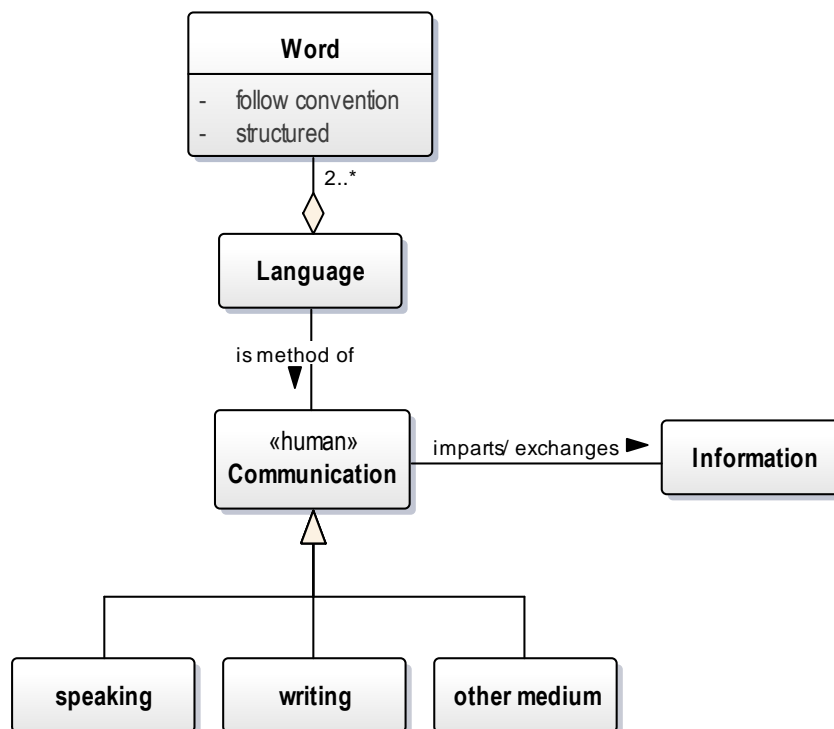 Word
- follow convention
- structured
2..*
Language
is method of
«human»
Communication
imparts/ exchanges
Information
speaking
writing
other medium